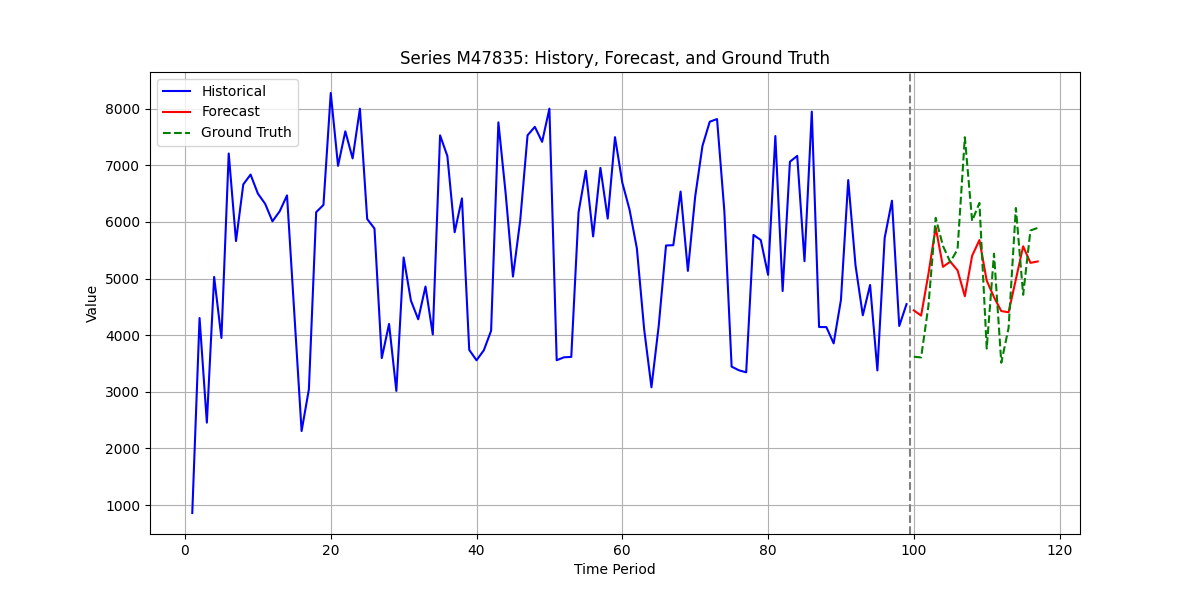 Series M47835: History, Forecast, and Ground Truth
Historical
Forecast
Ground Truth
8000
7000
6000
5000
4000
3000
2000
1000
Value
0 20 40 60 80 100 120
Time Period